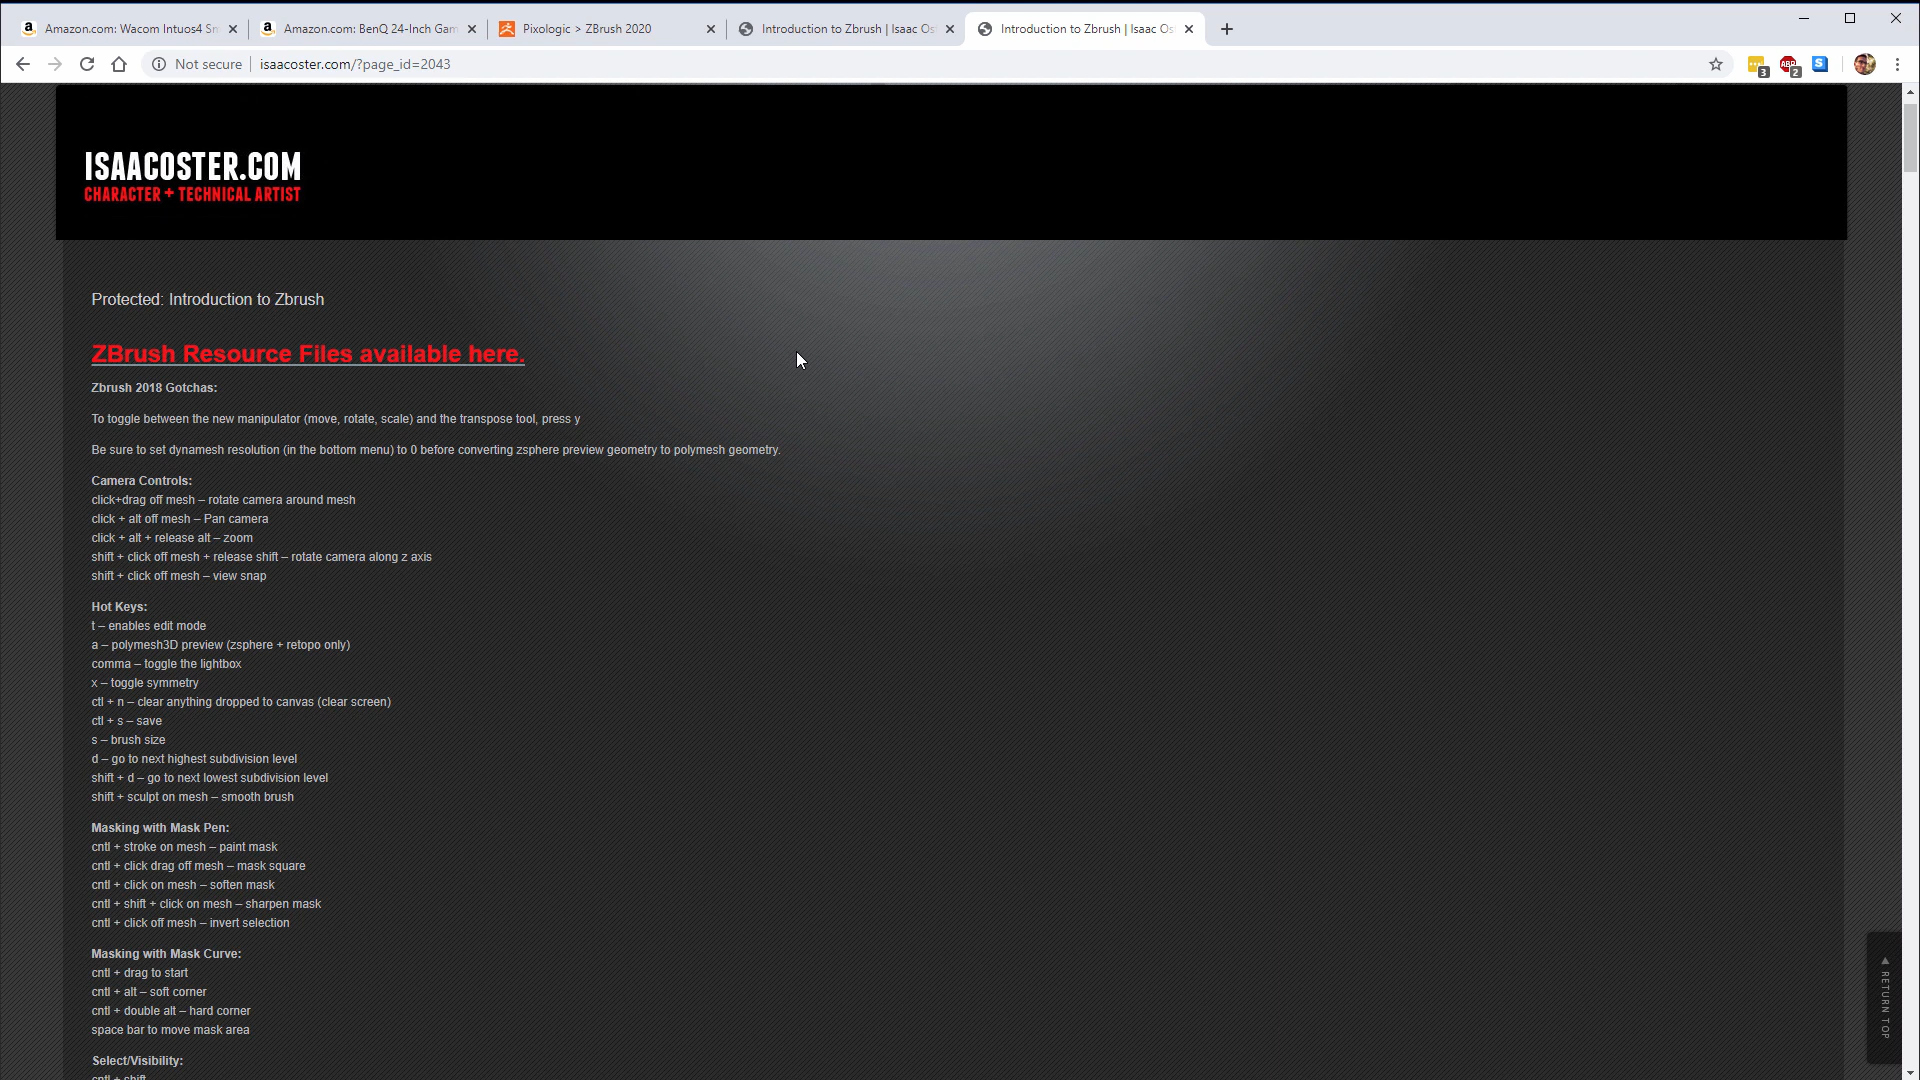 Amazon.com: Wacom Intuos4 Sm
Amazon.com: BenQ 24-Inch Gam
Pixologic > ZBrush 2020
Introduction to Zbrush | Isaac Os
Introduction to Zbrush | Isaac Os
Not secure
isaacoster.com/?page_id=2043
3
ABP
2
S
ISAACOSTER.COM
CHARACTER + TECHNICAL ARTIST
Protected: Introduction to Zbrush
ZBrush Resource Files available here.
Zbrush 2018 Gotchas:
To toggle between the new manipulator (move, rotate, scale) and the transpose tool, press y
Be sure to set dynamesh resolution (in the bottom menu) to 0 before converting zsphere preview geometry to polymesh geometry.
Camera Controls:
click+drag off mesh – rotate camera around mesh
click + alt off mesh – Pan camera
click + alt + release alt – zoom
shift + click off mesh + release shift – rotate camera along z axis
shift + click off mesh – view snap
Hot Keys:
t – enables edit mode
a – polymesh3D preview (zsphere + retopo only)
comma – toggle the lightbox
x – toggle symmetry
ctl + n – clear anything dropped to canvas (clear screen)
ctl + s – save
s – brush size
d – go to next highest subdivision level
shift + d – go to next lowest subdivision level
shift + sculpt on mesh – smooth brush
Masking with Mask Pen:
cntl + stroke on mesh – paint mask
cntl + click drag off mesh – mask square
cntl + click on mesh – soften mask
cntl + shift + click on mesh – sharpen mask
cntl + click off mesh – invert selection
Masking with Mask Curve:
cntl + drag to start
cntl + alt – soft corner
cntl + double alt – hard corner
space bar to move mask area
Select/Visibility:
cntl + shift
RETURN TOP